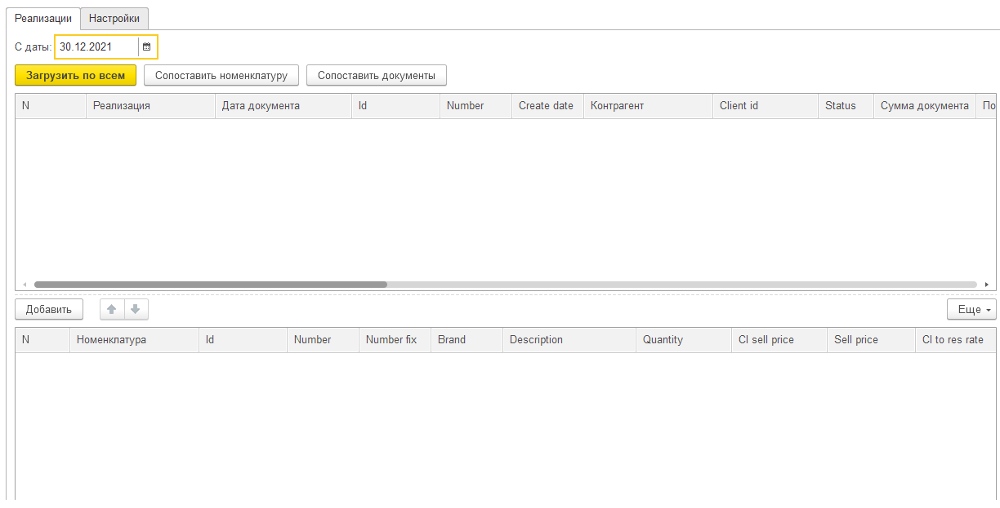 Реализации Настройки
С даты: 30.12.2021
Загрузить по всем Сопоставить номенклатуру Сопоставить документы
N Реализация Дата документа Id Number Create date Контрагент Client id Status Сумма документа По
Добавить Еще
N Номенклатура Id Number Number fix Brand Description Quantity Cl sell price Sell price Cl to res rate